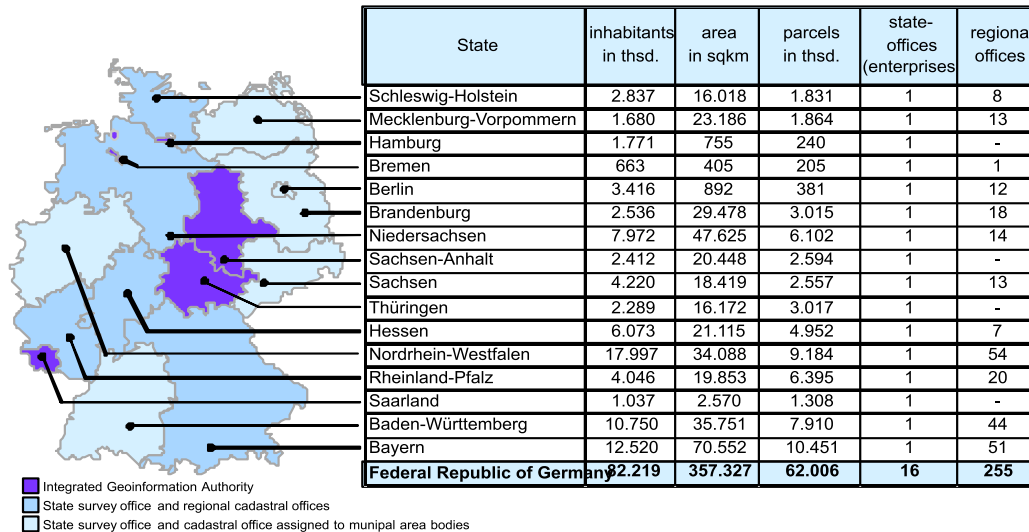 State inhabitants in thsd. area in sqkm parcels in thsd. state-offices (enterprises regiona offices
Schleswig-Holstein 2.837 16.018 1.831 1 8
Mecklenburg-Vorpommern 1.680 23.186 1.864 1 13
Hamburg 1.771 755 240 1 -
Bremen 663 405 205 1 1
Berlin 3.416 892 381 1 12
Brandenburg 2.536 29.478 3.015 1 18
Niedersachsen 7.972 47.625 6.102 1 14
Sachsen-Anhalt 2.412 20.448 2.594 1 -
Sachsen 4.220 18.419 2.557 1 13
Thüringen 2.289 16.172 3.017 1 -
Hessen 6.073 21.115 4.952 1 7
Nordrhein-Westfalen 17.997 34.088 9.184 1 54
Rheinland-Pfalz 4.046 19.853 6.395 1 20
Saarland 1.037 2.570 1.308 1 -
Baden-Württemberg 10.750 35.751 7.910 1 44
Bayern 12.520 70.552 10.451 1 51
Federal Republic of Germany 82.219 357.327 62.006 16 255
Integrated Geoinformation Authority
State survey office and regional cadastral offices
State survey office and cadastral office assigned to munipal area bodies